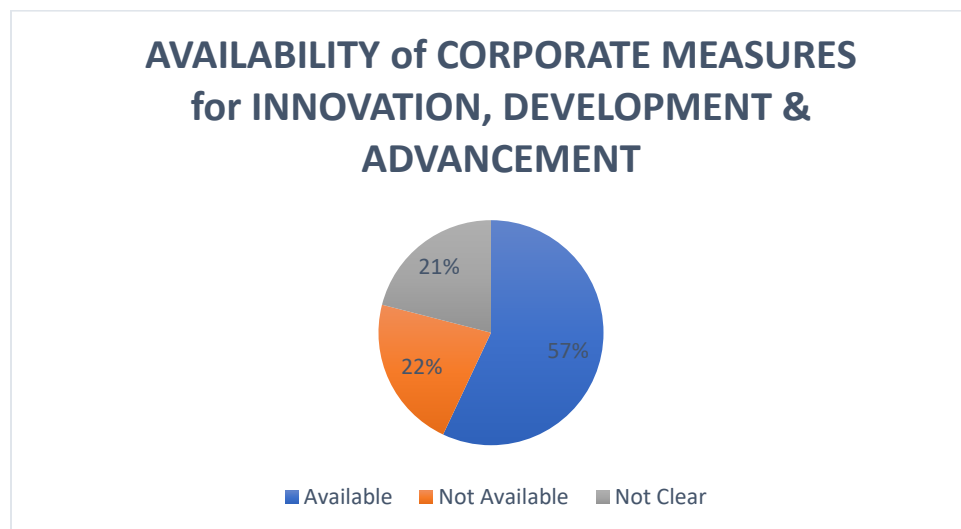 AVAILABILITY of CORPORATE MEASURES
for INNOVATION, DEVELOPMENT &
ADVANCEMENT
21%
57%
22%
Available Not Available Not Clear